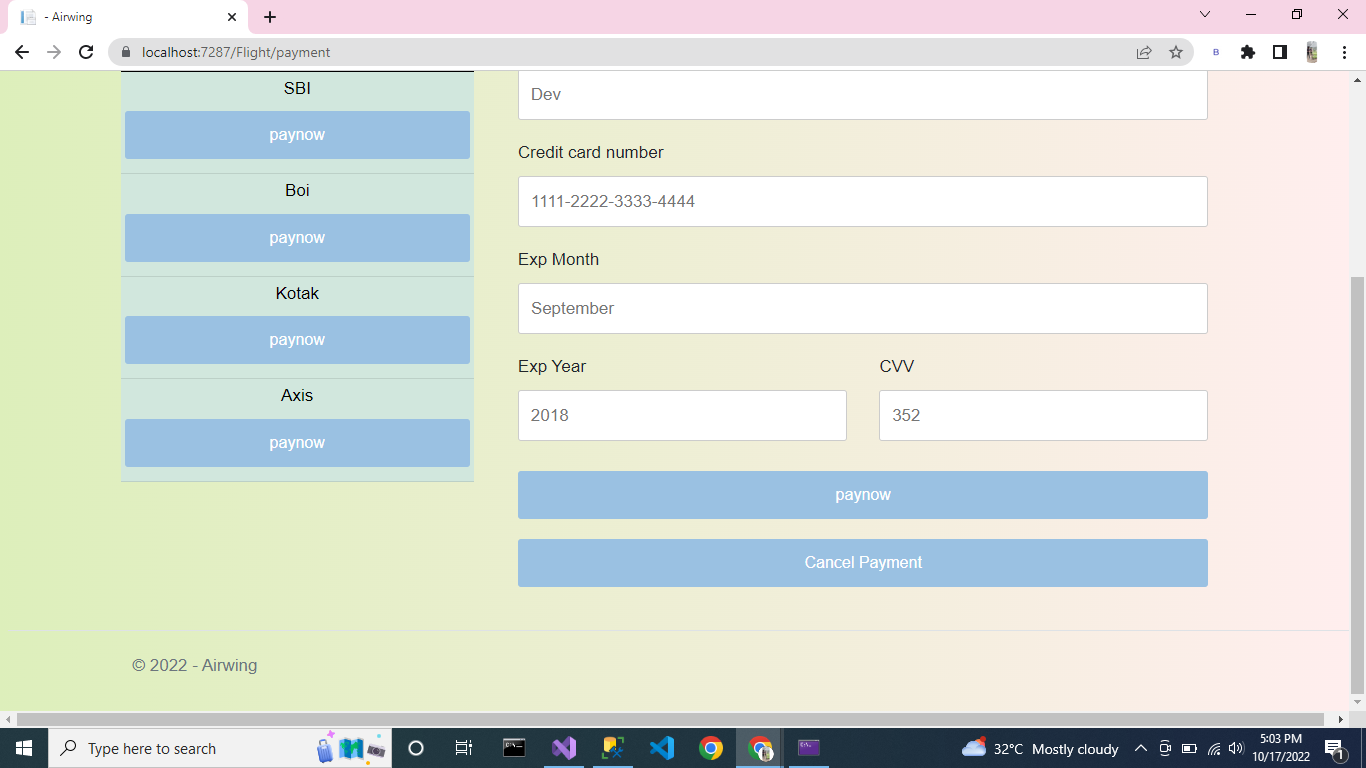 - Airwing
localhost:7287/Flight/payment
B
SBI
paynow
Boi
paynow
Kotak
paynow
Axis
paynow
Dev
Credit card number
1111-2222-3333-4444
Exp Month
September
Exp Year
CVV
2018
352
paynow
Cancel Payment
© 2022 - Airwing
Type here to search
32°C Mostly cloudy
5:03 PM
10/17/2022
1